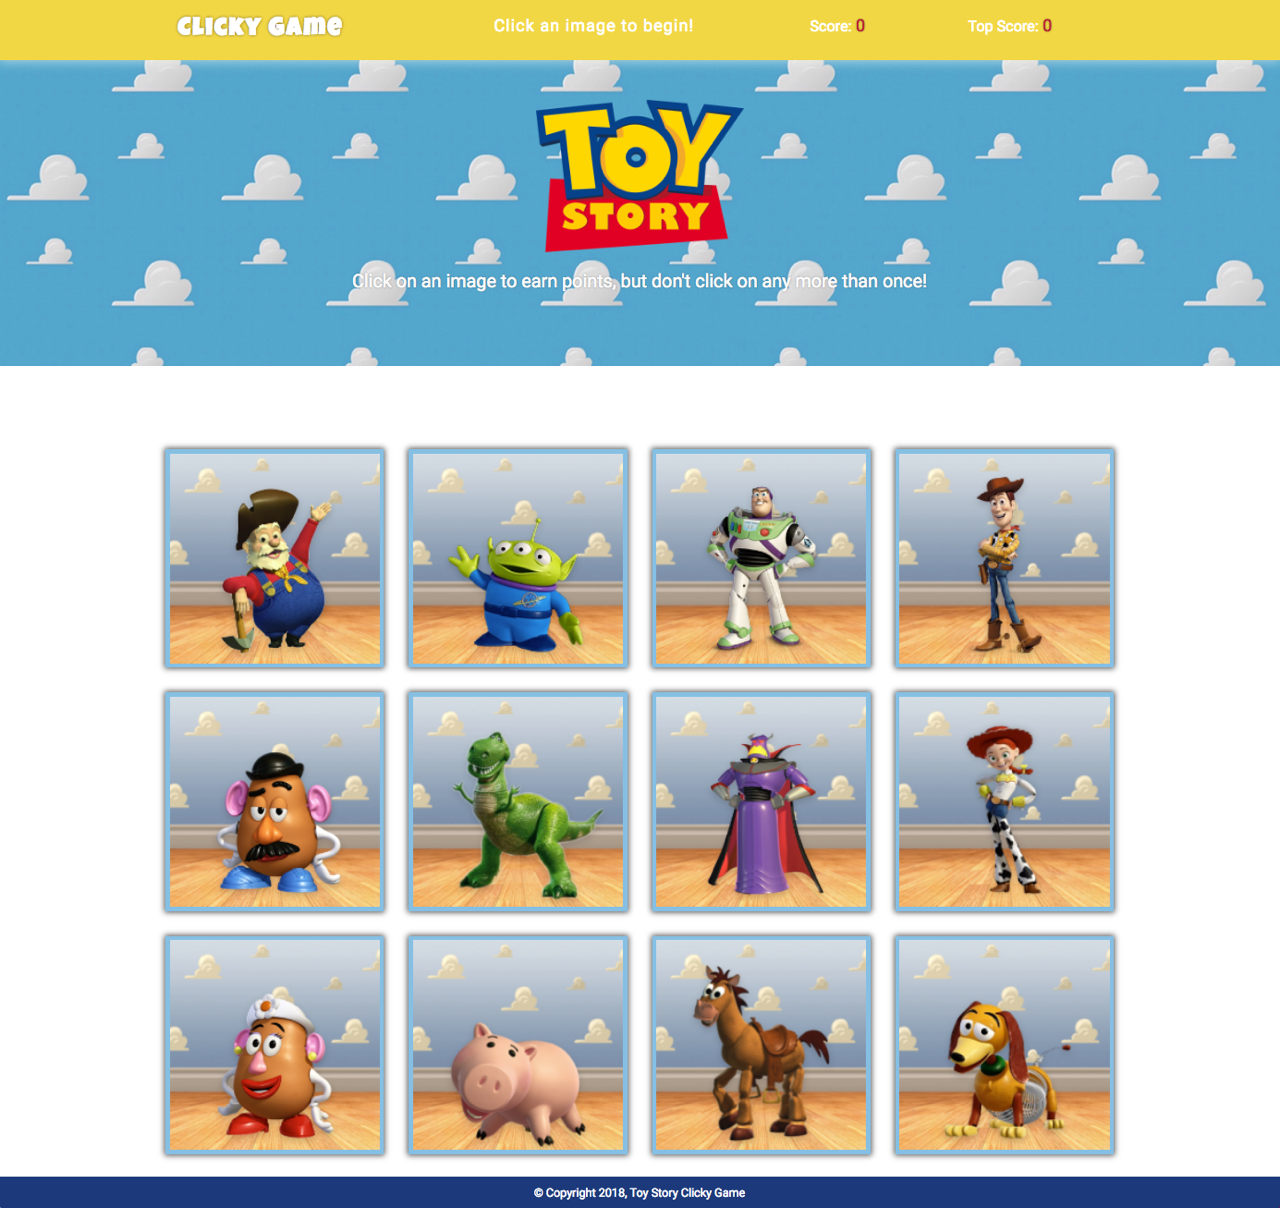 Clicky Game
Click an image to begin!
Score: 0
Top Score: 0
TOY
STORY
Click on an image to earn points, but don't click on any more than once!
© Copyright 2018, Toy Story Clicky Game